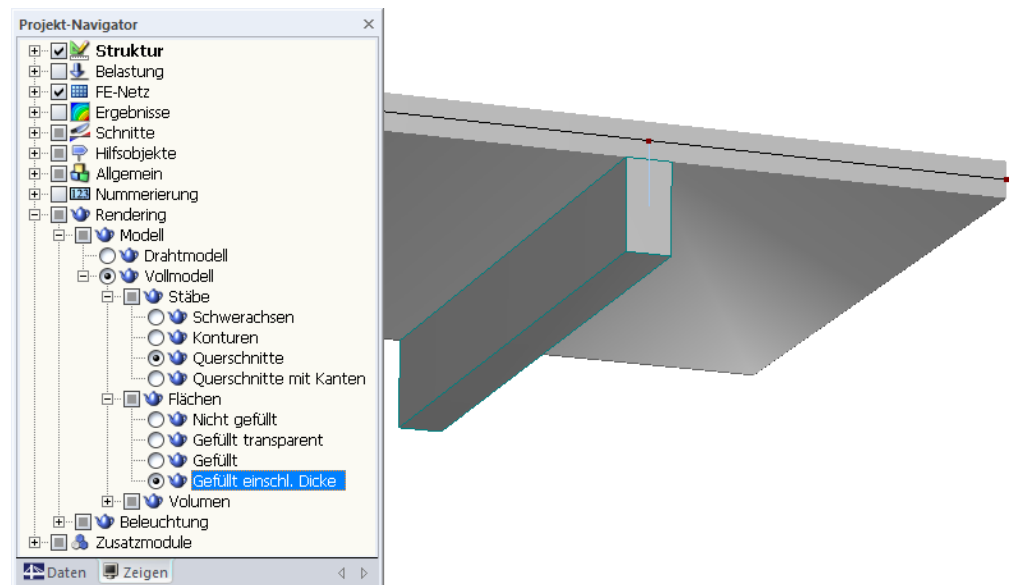 Projekt-Navigator
Struktur
Belastung
FE-Netz
Ergebnisse
Schnitte
Hilfsobjekte
Allgemein
123 Nummerierung
Rendering
Modell
Drahtmodell
Vollmodell
Stäbe
Schwerachsen
Konturen
Querschnitte
Querschnitte mit Kanten
Flächen
Nicht gefüllt
Gefüllt transparent
Gefüllt
Gefüllt einschl. Dicke
Volumen
Beleuchtung
Zusatzmodule
Daten Zeigen